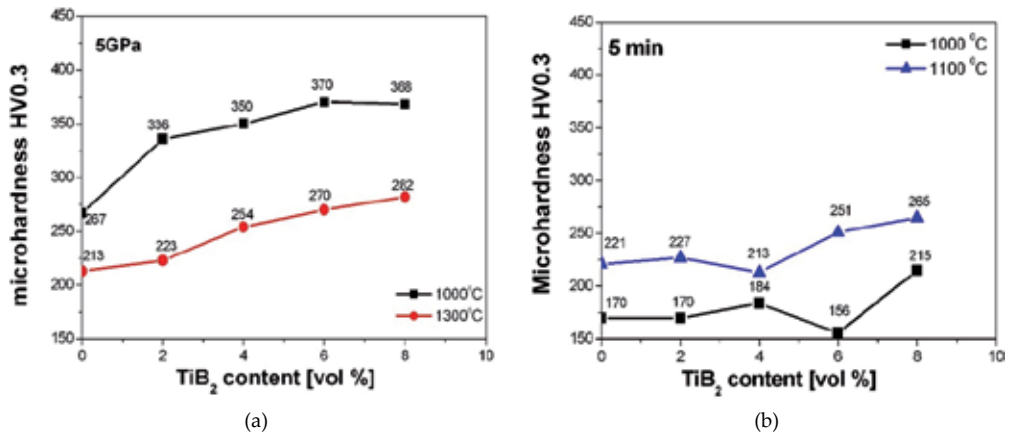 450
400
350
300
250
200
150
microhardness HV0.3
5GPa
267
336
350
370
368
213
223
254
270
282
1000°C
1300°C
0 2 4 6 8 10
TiB2 content [vol %]
(a)
450
400
350
300
250
200
150
Microhardness HV0.3
5 min
1000 °C
1100 °C
221
227
213
251
265
170
170
184
156
215
0 2 4 6 8 10
TiB2 content [vol %]
(b)